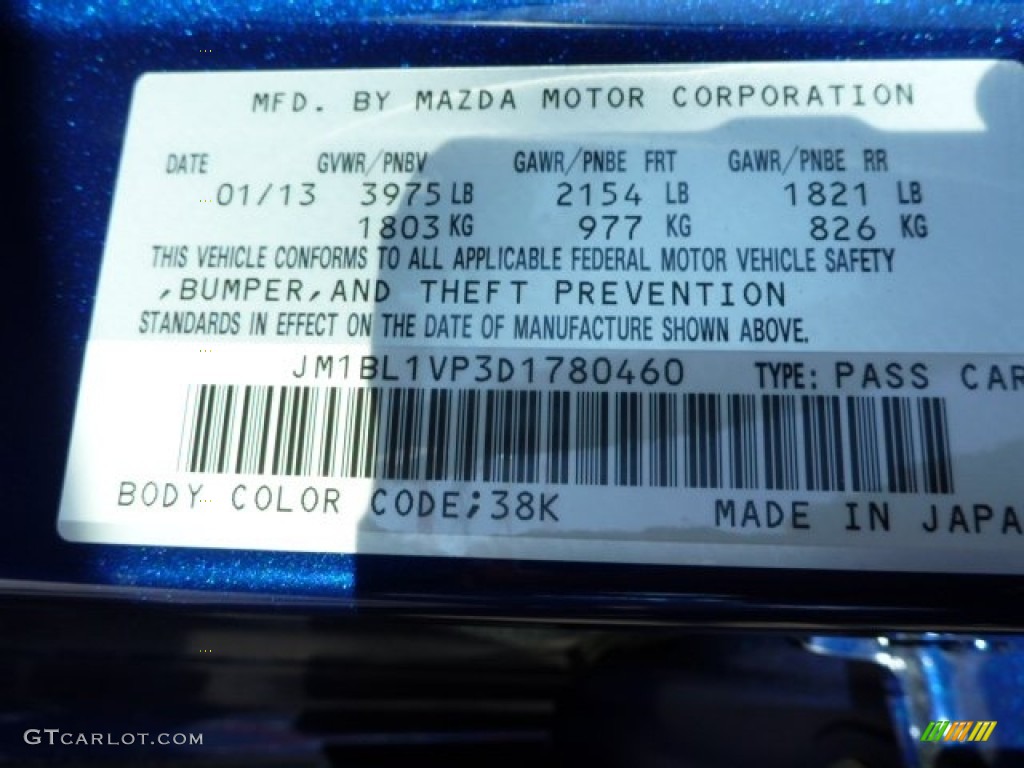 MFD. BY MAZDA MOTOR CORPORATION
DATE GVWR/PNBV GAWR/PNBE FRT GAWR/PNBE RR
01/13 3975 LB 2154 LB 1821 LB
1803 KG 977 KG 826 KG
THIS VEHICLE CONFORMS TO ALL APPLICABLE FEDERAL MOTOR VEHICLE SAFETY
,BUMPER,AND THEFT PREVENTION
STANDARDS IN EFFECT ON THE DATE OF MANUFACTURE SHOWN ABOVE.
JM1BL1VP3D1780460 TYPE: PASS CAR
BODY COLOR CODE;38K MADE IN JAPA
GTCARLOT.COM